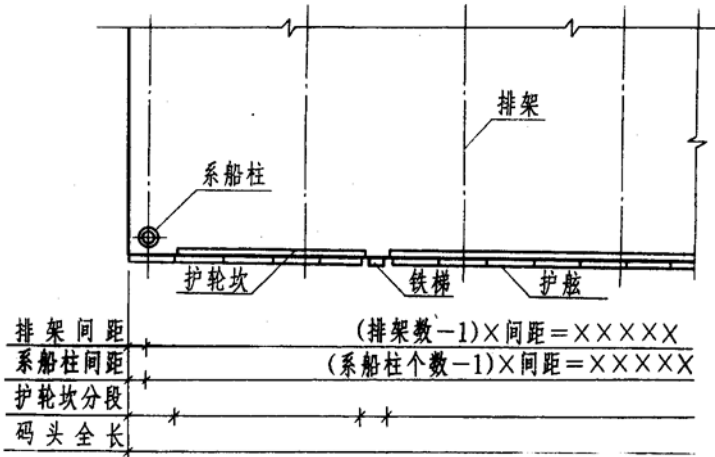 排架
系船柱
护轮坎
铁梯
护舷
排架间距 (排架数－1)×间距＝×××××
系船柱间距 (系船柱个数－1)×间距＝×××××
护轮坎分段
码头全长